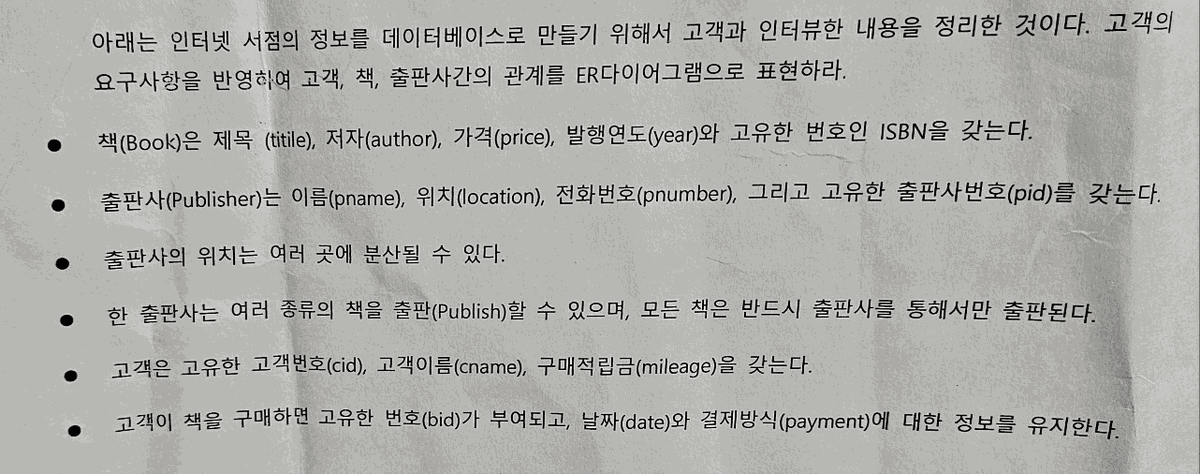 아래는 인터넷 서점의 정보를 데이터베이스로 만들기 위해서 고객과 인터뷰한 내용을 정리한 것이다. 고객의
요구사항을 반영하여 고객, 책, 출판사간의 관계를 ER다이어그램으로 표현하라.
● 책(Book)은 제목 (titile), 저자(author), 가격(price), 발행연도(year)와 고유한 번호인 ISBN을 갖는다.
● 출판사(Publisher)는 이름(pname), 위치(location), 전화번호(pnumber), 그리고 고유한 출판사번호(pid)를 갖는다.
● 출판사의 위치는 여러 곳에 분산될 수 있다.
● 한 출판사는 여러 종류의 책을 출판(Publish)할 수 있으며, 모든 책은 반드시 출판사를 통해서만 출판된다.
● 고객은 고유한 고객번호(cid), 고객이름(cname), 구매적립금(mileage)을 갖는다.
● 고객이 책을 구매하면 고유한 번호(bid)가 부여되고, 날짜(date)와 결제방식(payment)에 대한 정보를 유지한다.